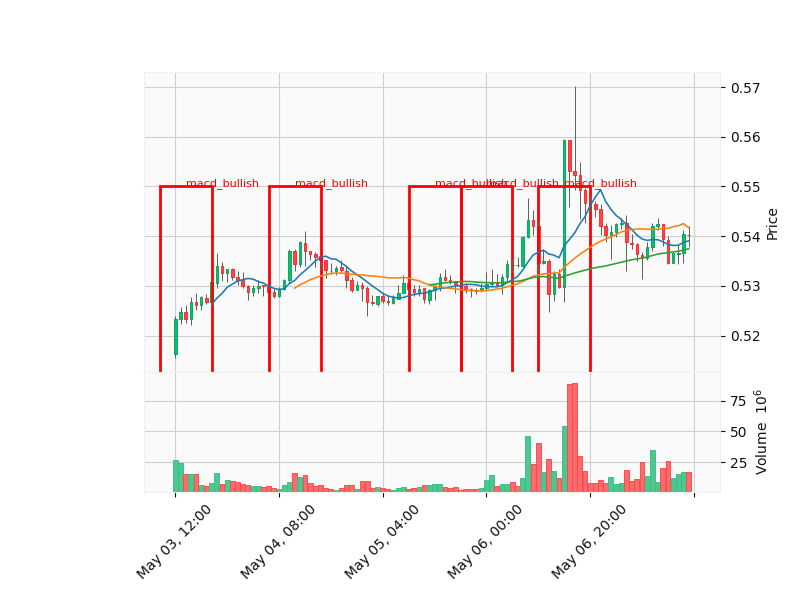 0.57
0.56
0.55
0.54
0.53
0.52
Price
macd_bullish
macd_bullish
macd_bullish
macd_bullish
macd_bullish
75
50
25
Volume 10^6
May 03, 12:00
May 04, 08:00
May 05, 04:00
May 06, 00:00
May 06, 20:00